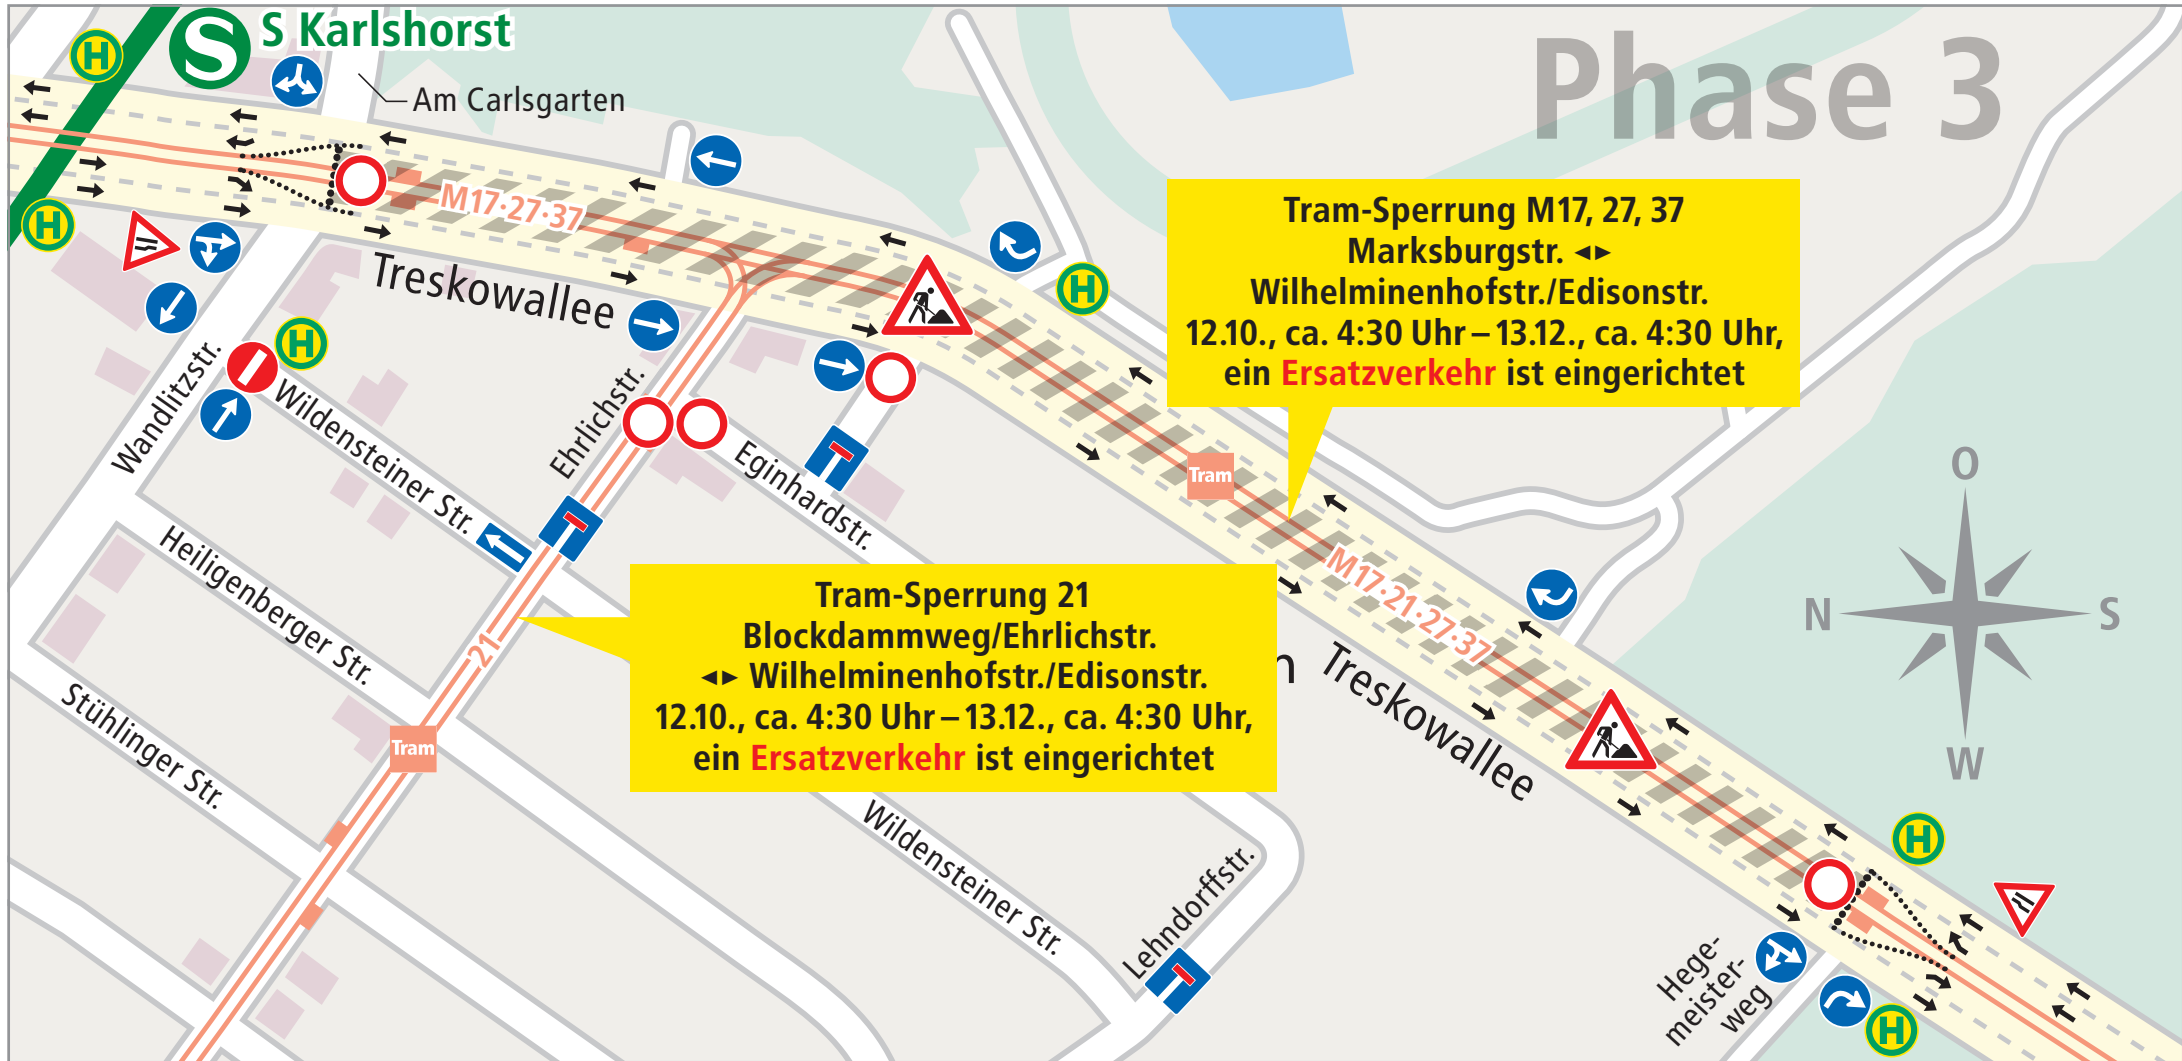 H
S
S Karlshorst
Am Carlsgarten
Phase 3
M17·27·37
H
Treskowallee
H
Tram-Sperrung M17, 27, 37
Marksburgstr. ◂▸
Wilhelminenhofstr./Edisonstr.
12.10., ca. 4:30 Uhr – 13.12., ca. 4:30 Uhr,
ein Ersatzverkehr ist eingerichtet
H
Wandlitzstr.
Wildensteiner Str.
Ehrlichstr.
Eginhardstr.
Tram
O
N
S
W
Heiligenberger Str.
M17·21·27·37
Tram-Sperrung 21
Blockdammweg/Ehrlichstr.
◂▸ Wilhelminenhofstr./Edisonstr.
12.10., ca. 4:30 Uhr – 13.12., ca. 4:30 Uhr,
ein Ersatzverkehr ist eingerichtet
21
n
Treskowallee
Stühlinger Str.
Tram
Wildensteiner Str.
Lehndorffstr.
H
Hege-
meister-
weg
H